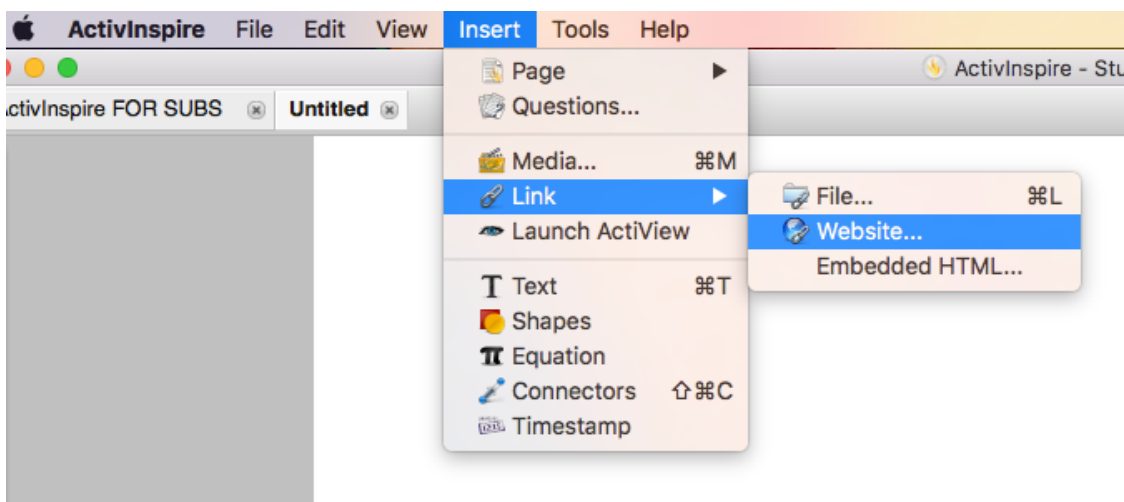 ActivInspire File Edit View Insert Tools Help
ActivInspire - Stu
ctivInspire FOR SUBS Untitled
Page
Questions...
Media... ⌘M
Link
Launch ActiView
Text ⌘T
Shapes
Equation
Connectors ⇧⌘C
Timestamp
File... ⌘L
Website...
Embedded HTML...